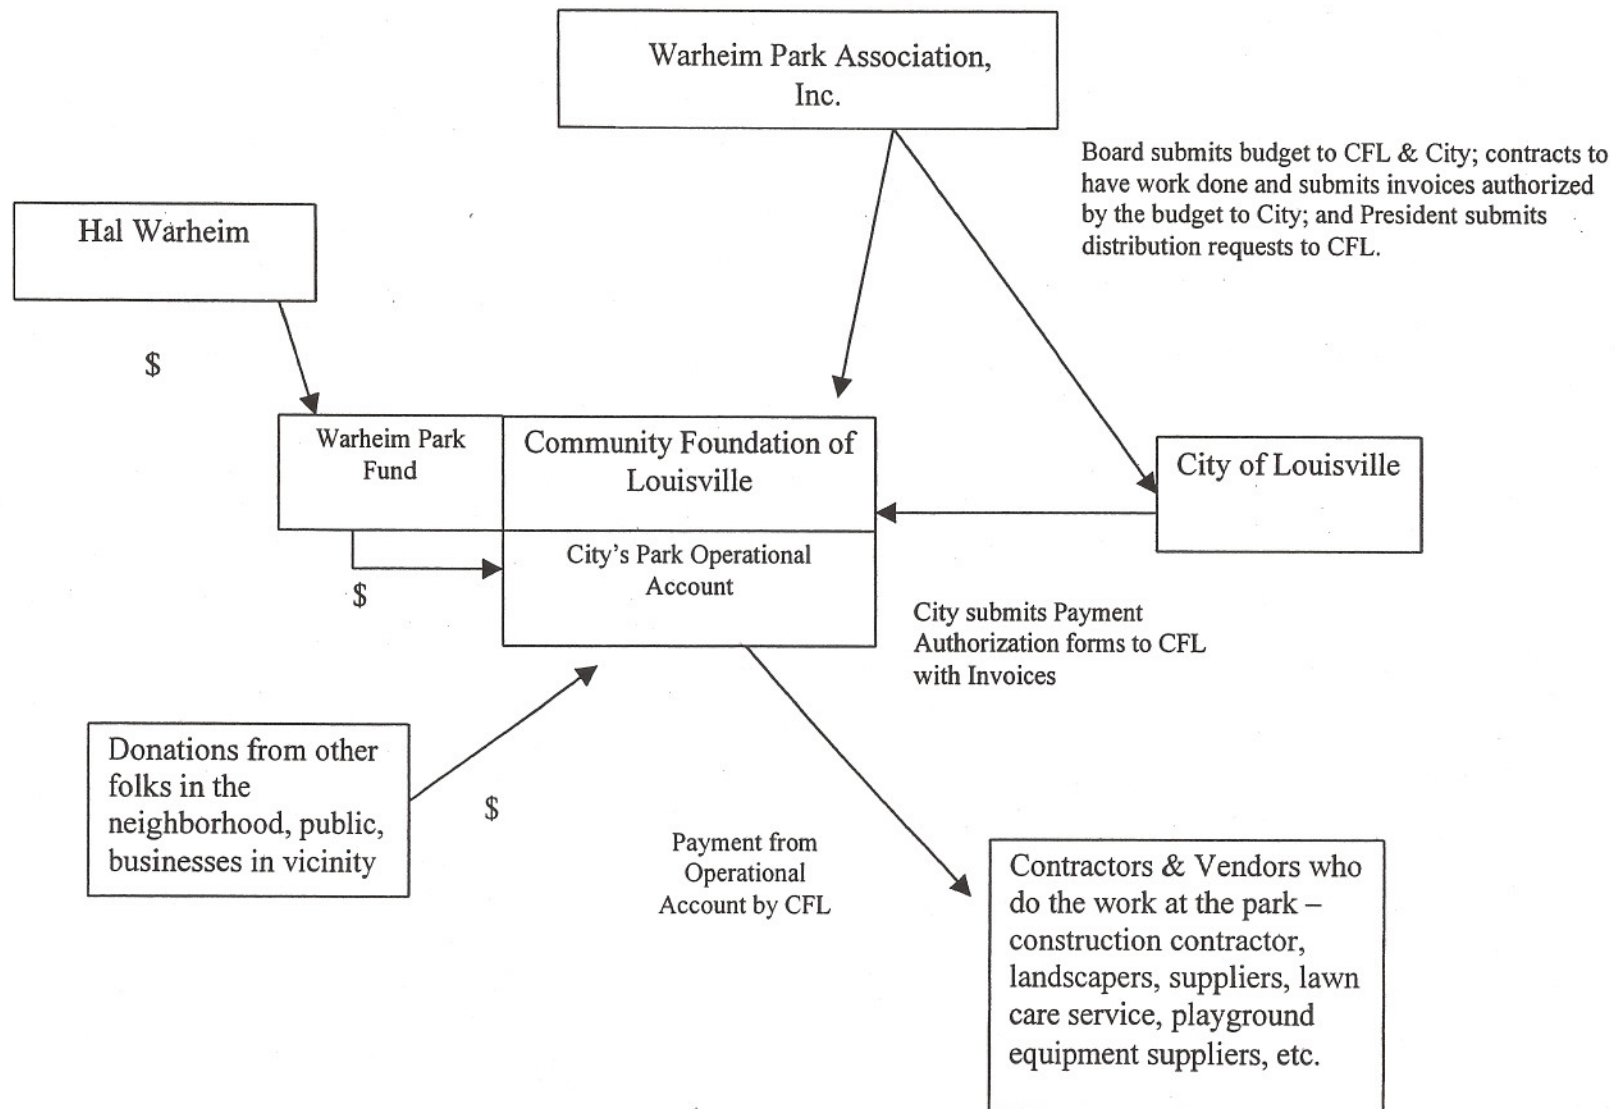 Warheim Park Association,
Inc.
Board submits budget to CFL & City; contracts to
have work done and submits invoices authorized
by the budget to City; and President submits
distribution requests to CFL.
Hal Warheim
$
Warheim Park
Fund
Community Foundation of
Louisville
City of Louisville
$
City's Park Operational
Account
City submits Payment
Authorization forms to CFL
with Invoices
Donations from other
folks in the
neighborhood, public,
businesses in vicinity
$
Payment from
Operational
Account by CFL
Contractors & Vendors who
do the work at the park –
construction contractor,
landscapers, suppliers, lawn
care service, playground
equipment suppliers, etc.